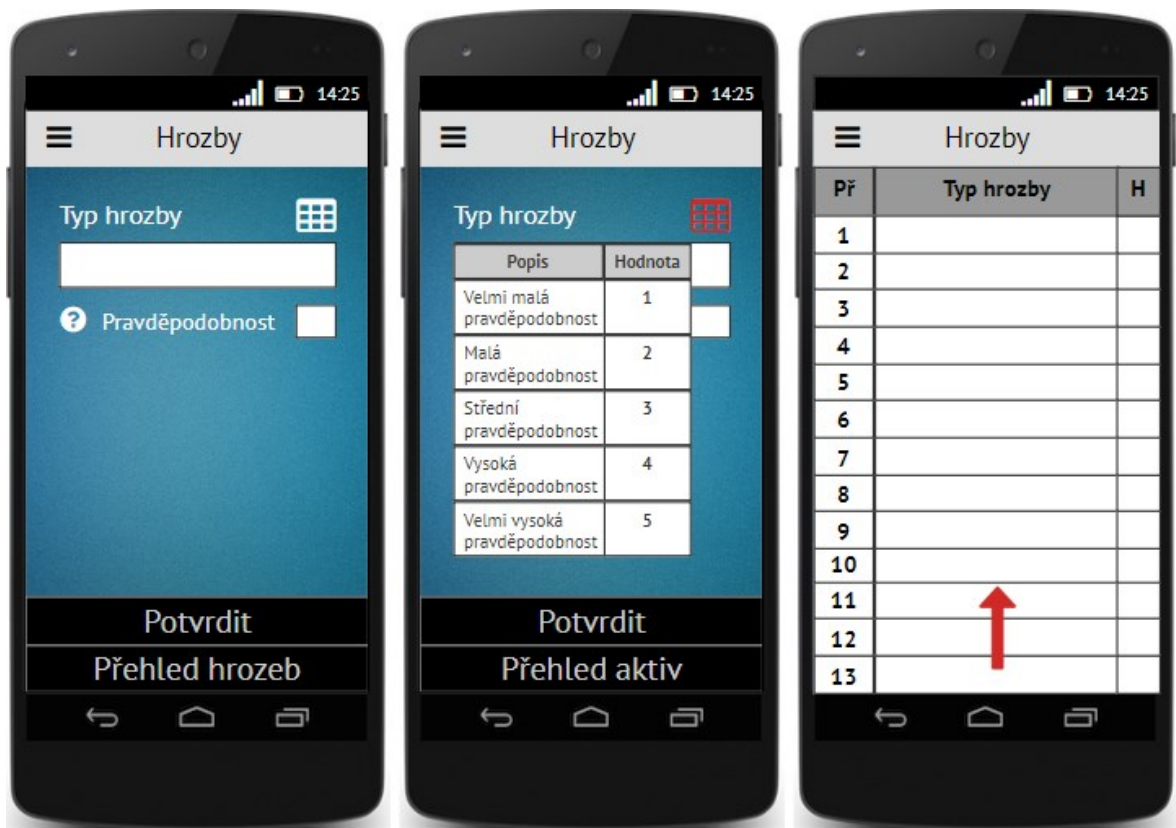 14:25
Hrozby
Typ hrozby
? Pravděpodobnost
Potvrdit
Přehled hrozeb
14:25
Hrozby
Typ hrozby
Popis Hodnota
Velmi malá 1
pravděpodobnost
Malá 2
pravděpodobnost
Střední 3
pravděpodobnost
Vysoká 4
pravděpodobnost
Velmi vysoká 5
pravděpodobnost
Potvrdit
Přehled aktiv
14:25
Hrozby
Př Typ hrozby H
1
2
3
4
5
6
7
8
9
10
11
12
13